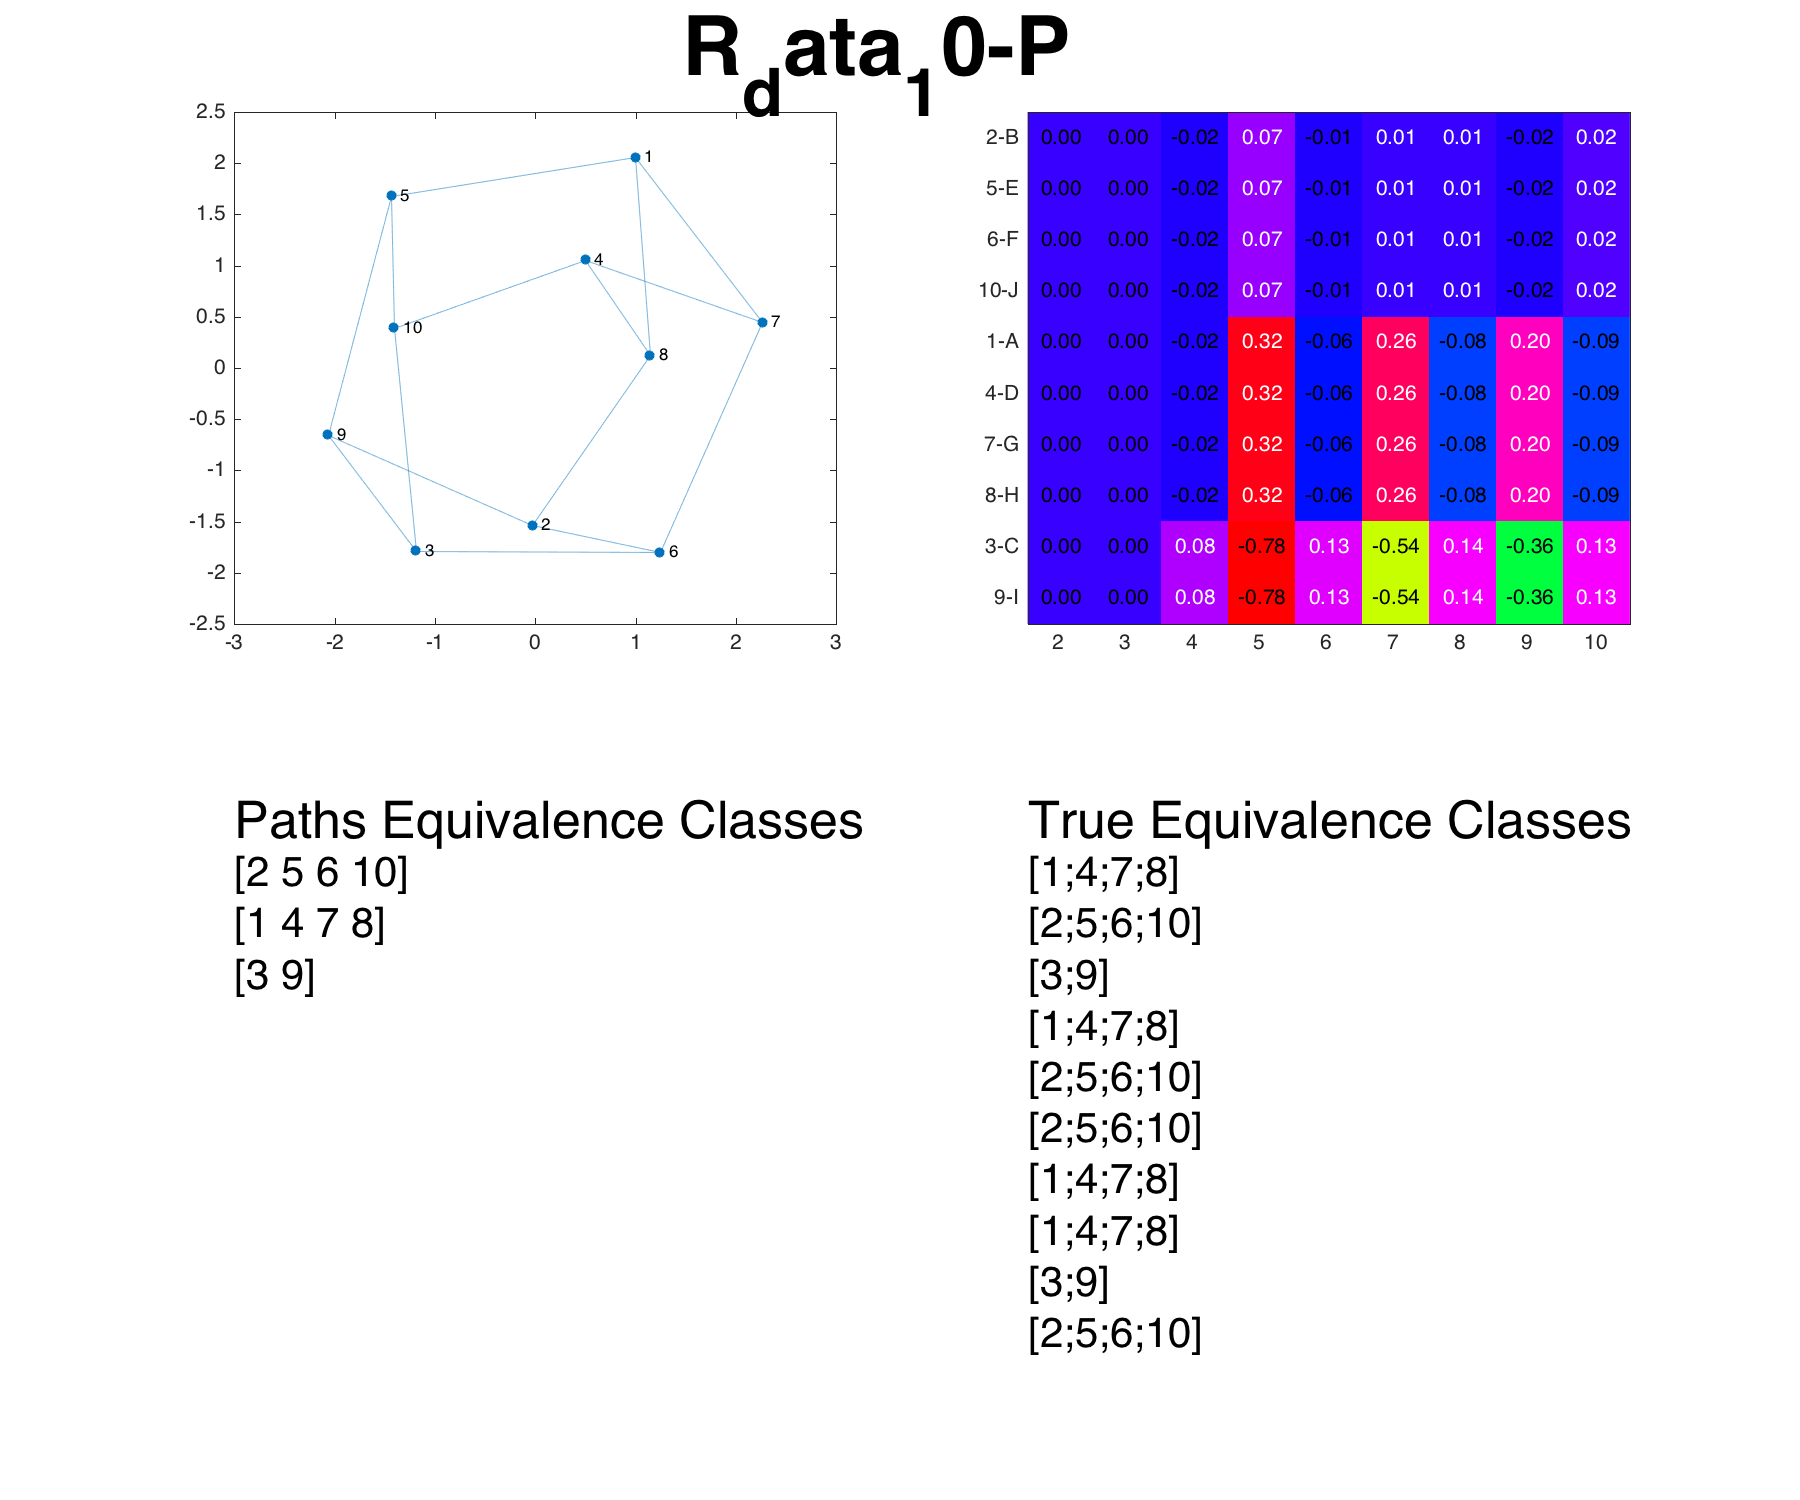 Rdata10-P
2.5
2
1.5
1
0.5
0
-0.5
-1
-1.5
-2
-2.5
-3 -2 -1 0 1 2 3
1
5
4
7
10
8
9
2
3
6
2-B 0.00 0.00 -0.02 0.07 -0.01 0.01 0.01 -0.02 0.02
5-E 0.00 0.00 -0.02 0.07 -0.01 0.01 0.01 -0.02 0.02
6-F 0.00 0.00 -0.02 0.07 -0.01 0.01 0.01 -0.02 0.02
10-J 0.00 0.00 -0.02 0.07 -0.01 0.01 0.01 -0.02 0.02
1-A 0.00 0.00 -0.02 0.32 -0.06 0.26 -0.08 0.20 -0.09
4-D 0.00 0.00 -0.02 0.32 -0.06 0.26 -0.08 0.20 -0.09
7-G 0.00 0.00 -0.02 0.32 -0.06 0.26 -0.08 0.20 -0.09
8-H 0.00 0.00 -0.02 0.32 -0.06 0.26 -0.08 0.20 -0.09
3-C 0.00 0.00 0.08 -0.78 0.13 -0.54 0.14 -0.36 0.13
9-I 0.00 0.00 0.08 -0.78 0.13 -0.54 0.14 -0.36 0.13
2 3 4 5 6 7 8 9 10
Paths Equivalence Classes
[2 5 6 10]
[1 4 7 8]
[3 9]
True Equivalence Classes
[1;4;7;8]
[2;5;6;10]
[3;9]
[1;4;7;8]
[2;5;6;10]
[2;5;6;10]
[1;4;7;8]
[1;4;7;8]
[3;9]
[2;5;6;10]